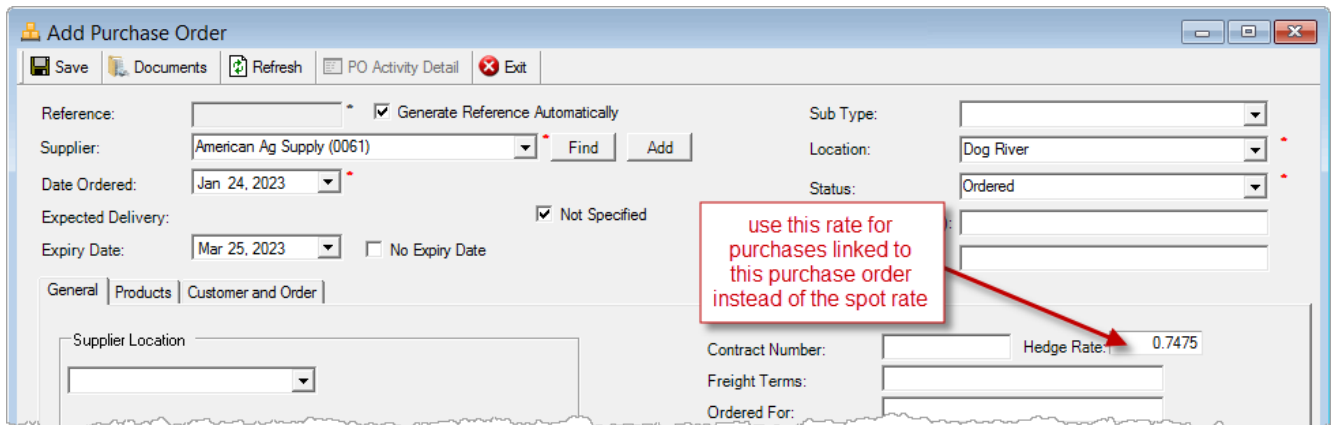 Add Purchase Order
Save Documents Refresh PO Activity Detail Exit
Reference: * Generate Reference Automatically Sub Type:
Supplier: American Ag Supply (0061) * Find Add Location: Dog River *
Date Ordered: Jan 24, 2023 * Status: Ordered *
Expected Delivery: Not Specified ):
Expiry Date: Mar 25, 2023 No Expiry Date
use this rate for
purchases linked to
this purchase order
instead of the spot rate
General Products Customer and Order
Supplier Location
Contract Number: Hedge Rate: 0.7475
Freight Terms:
Ordered For: